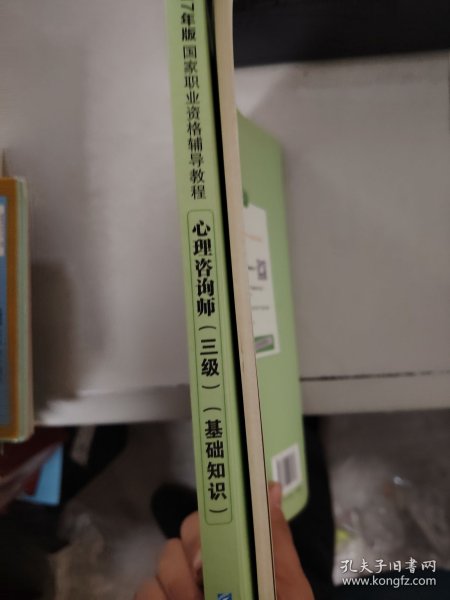 7年版 国家职业资格辅导教程
心理咨询师（三级）（基础知识）
孔夫子旧书网
www.kongfz.com